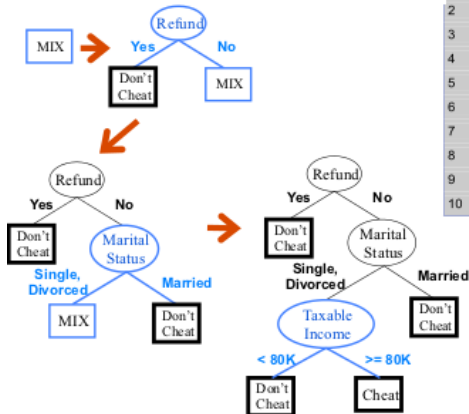 Refund
MIX
Yes
No
Don't
Cheat
MIX
2
3
4
5
6
7
8
9
10
Refund
Yes
No
Don't
Cheat
Marital
Status
Single,
Divorced
Married
MIX
Don't
Cheat
Refund
Yes
No
Don't
Cheat
Marital
Status
Single,
Divorced
Married
Taxable
Income
Don't
Cheat
< 80K
>= 80K
Don't
Cheat
Cheat